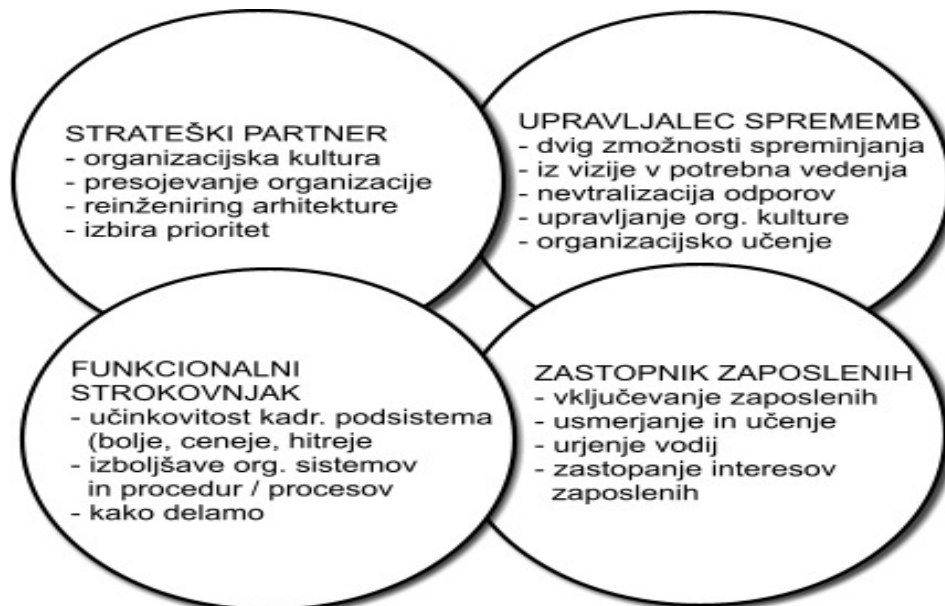 STRATEŠKI PARTNER
- organizacijska kultura
- presojevanje organizacije
- reinženiring arhitekture
- izbira prioritet
UPRAVLJALEC SPREMEMB
- dvig zmožnosti spreminjanja
- iz vizije v potrebna vedenja
- nevtralizacija odporov
- upravljanje org. kulture
- organizacijsko učenje
FUNKCIONALNI
STROKOVNJAK
- učinkovitost kadr. podsistema
(bolje, ceneje, hitreje
- izboljšave org. sistemov
in procedur / procesov
- kako delamo
ZASTOPNIK ZAPOSLENIH
- vključevanje zaposlenih
- usmerjanje in učenje
- urjenje vodij
- zastopanje interesov
zaposlenih